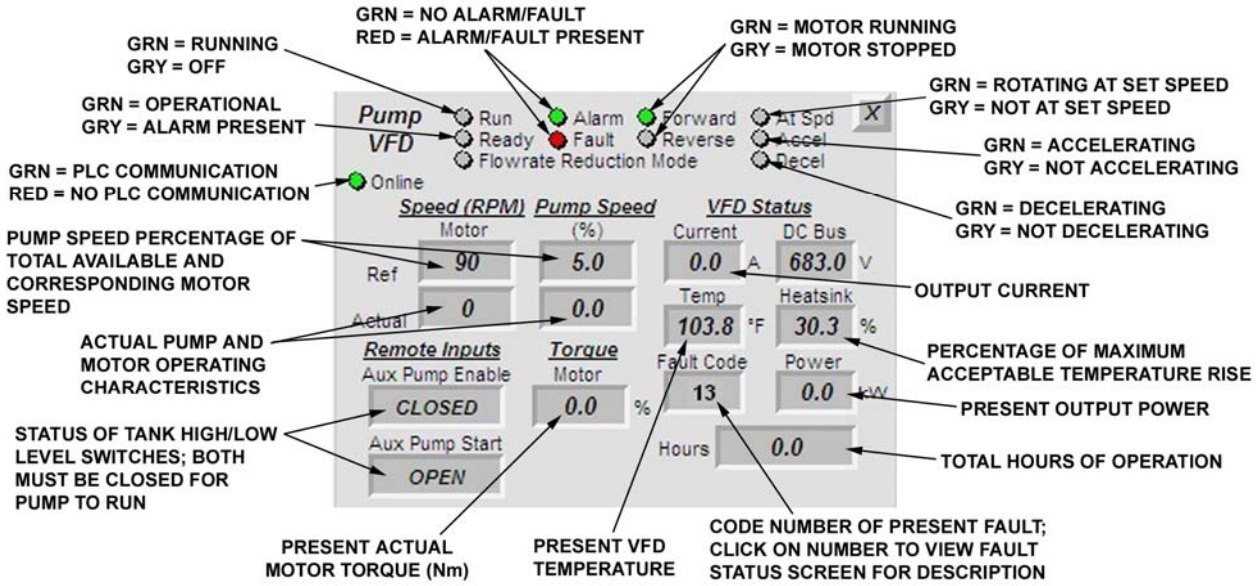 GRN = NO ALARM/FAULT
RED = ALARM/FAULT PRESENT
GRN = RUNNING
GRY = OFF
GRN = MOTOR RUNNING
GRY = MOTOR STOPPED
GRN = OPERATIONAL
GRY = ALARM PRESENT
GRN = ROTATING AT SET SPEED
GRY = NOT AT SET SPEED
GRN = PLC COMMUNICATION
RED = NO PLC COMMUNICATION
GRN = ACCELERATING
GRY = NOT ACCELERATING
GRN = DECELERATING
GRY = NOT DECELERATING
Pump
VFD
Run
Alarm
Forward
At Spd
X
Ready
Fault
Reverse
Accel
Flowrate Reduction Mode
Decel
Online
Speed (RPM)
Pump Speed
VFD Status
Motor
(%)
Current
DC Bus
Ref
90
5.0
0.0 A
683.0 V
Temp
Heatsink
Actual
0
0.0
103.8 °F
30.3 %
Remote Inputs
Torque
Fault Code
Power
Aux Pump Enable
Motor
CLOSED
0.0 %
13
0.0 kW
Aux Pump Start
OPEN
Hours
0.0
PUMP SPEED PERCENTAGE OF
TOTAL AVAILABLE AND
CORRESPONDING MOTOR
SPEED
ACTUAL PUMP AND
MOTOR OPERATING
CHARACTERISTICS
STATUS OF TANK HIGH/LOW
LEVEL SWITCHES; BOTH
MUST BE CLOSED FOR
PUMP TO RUN
OUTPUT CURRENT
PERCENTAGE OF MAXIMUM
ACCEPTABLE TEMPERATURE RISE
PRESENT OUTPUT POWER
TOTAL HOURS OF OPERATION
PRESENT ACTUAL
MOTOR TORQUE (Nm)
PRESENT VFD
TEMPERATURE
CODE NUMBER OF PRESENT FAULT;
CLICK ON NUMBER TO VIEW FAULT
STATUS SCREEN FOR DESCRIPTION